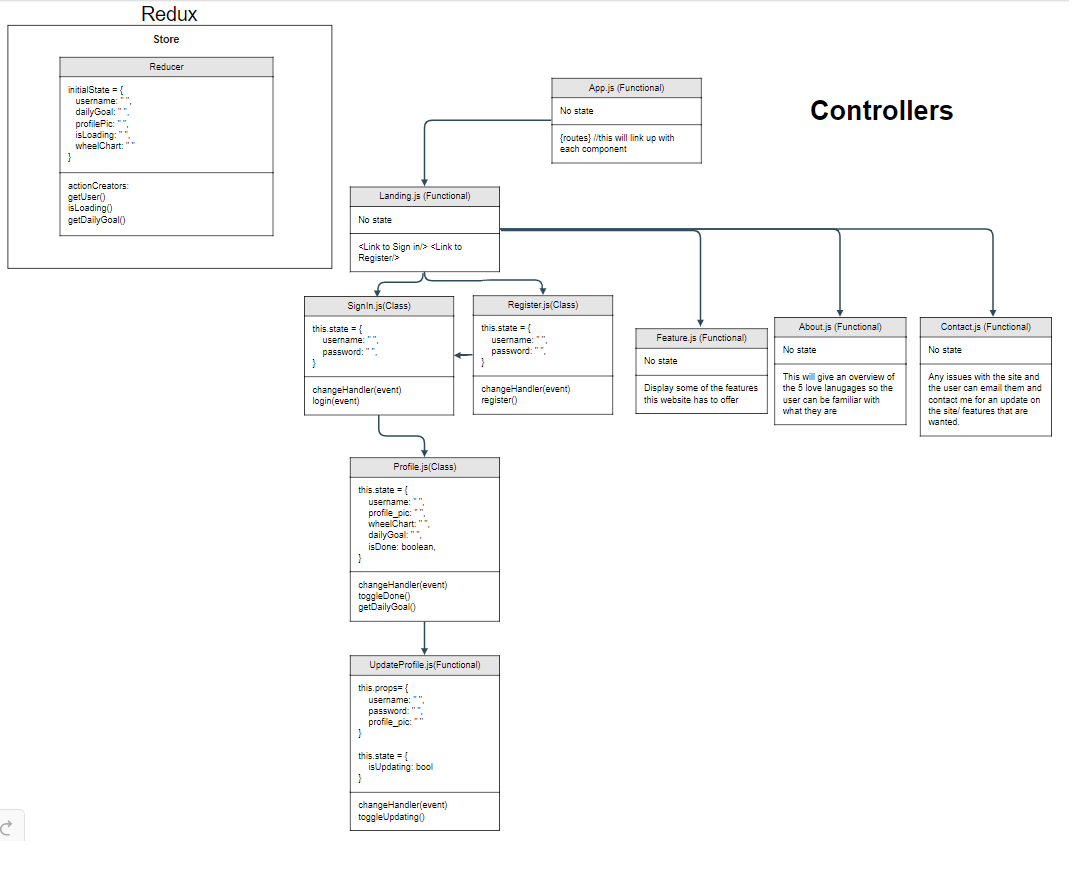 Redux
Store
Reducer
initialState = {
username: " ",
dailyGoal: " ",
profilePic: " ",
isLoading: " ",
wheelChart: " "
}
actionCreators:
getUser()
isLoading()
getDailyGoal()
App.js (Functional)
No state
{routes} //this will link up with
each component
Controllers
Landing.js (Functional)
No state
<Link to Sign in/> <Link to
Register/>
SignIn.js(Class)
this.state = {
username: " ",
password: " ",
}
changeHandler(event)
login(event)
Register.js(Class)
this.state = {
username: " ",
password: " ",
}
changeHandler(event)
register()
Feature.js (Functional)
No state
Display some of the features
this website has to offer
About.js (Functional)
No state
This will give an overview of
the 5 love lanugages so the
user can be familiar with
what they are
Contact.js (Functional)
No state
Any issues with the site and
the user can email them and
contact me for an update on
the site/ features that are
wanted.
Profile.js(Class)
this.state = {
username: " ",
profile_pic: " ",
wheelChart: " ",
dailyGoal: " ",
isDone: boolean,
}
changeHandler(event)
toggleDone()
getDailyGoal()
UpdateProfile.js(Functional)
this.props= {
username: " ",
password: " ",
profile_pic: " "
}
this.state = {
isUpdating: bool
}
changeHandler(event)
toggleUpdating()